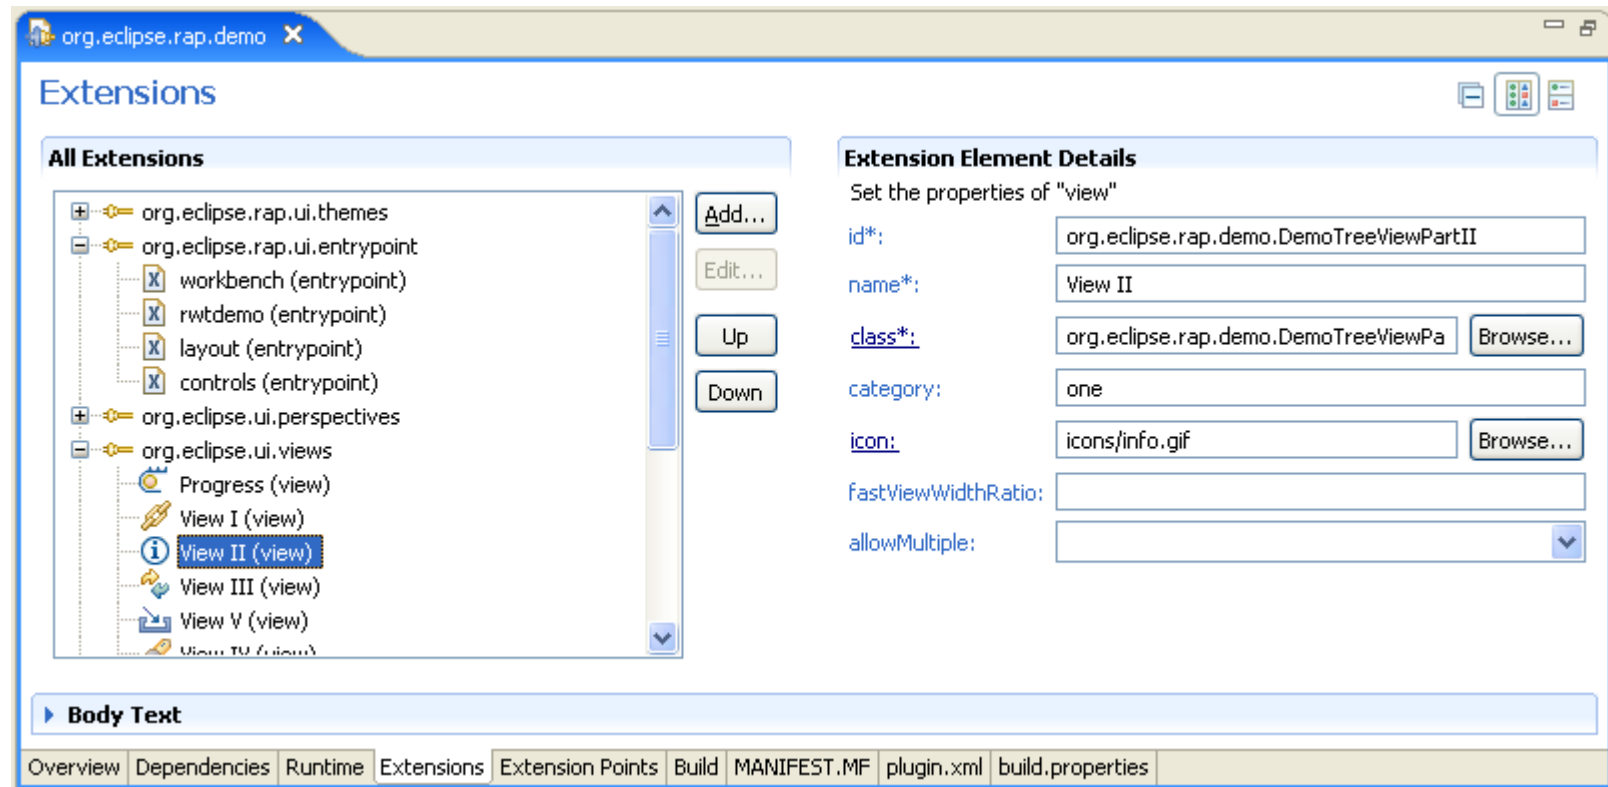 org.eclipse.rap.demo
Extensions
All Extensions
org.eclipse.rap.ui.themes
org.eclipse.rap.ui.entrypoint
workbench (entrypoint)
rwtdemo (entrypoint)
layout (entrypoint)
controls (entrypoint)
org.eclipse.ui.perspectives
org.eclipse.ui.views
Progress (view)
View I (view)
View II (view)
View III (view)
View V (view)
View IV (view)
Add...
Edit...
Up
Down
Extension Element Details
Set the properties of "view"
id*: org.eclipse.rap.demo.DemoTreeViewPartII
name*: View II
class*: org.eclipse.rap.demo.DemoTreeViewPa Browse...
category: one
icon: icons/info.gif Browse...
fastViewWidthRatio:
allowMultiple:
Body Text
Overview Dependencies Runtime Extensions Extension Points Build MANIFEST.MF plugin.xml build.properties